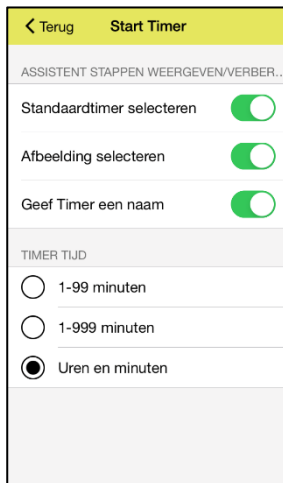 Terug Start Timer
ASSISTENT STAPPEN WEERGEVEN/VERBER...
Standaardtimer selecteren
Afbeelding selecteren
Geef Timer een naam
TIMER TIJD
1-99 minuten
1-999 minuten
Uren en minuten